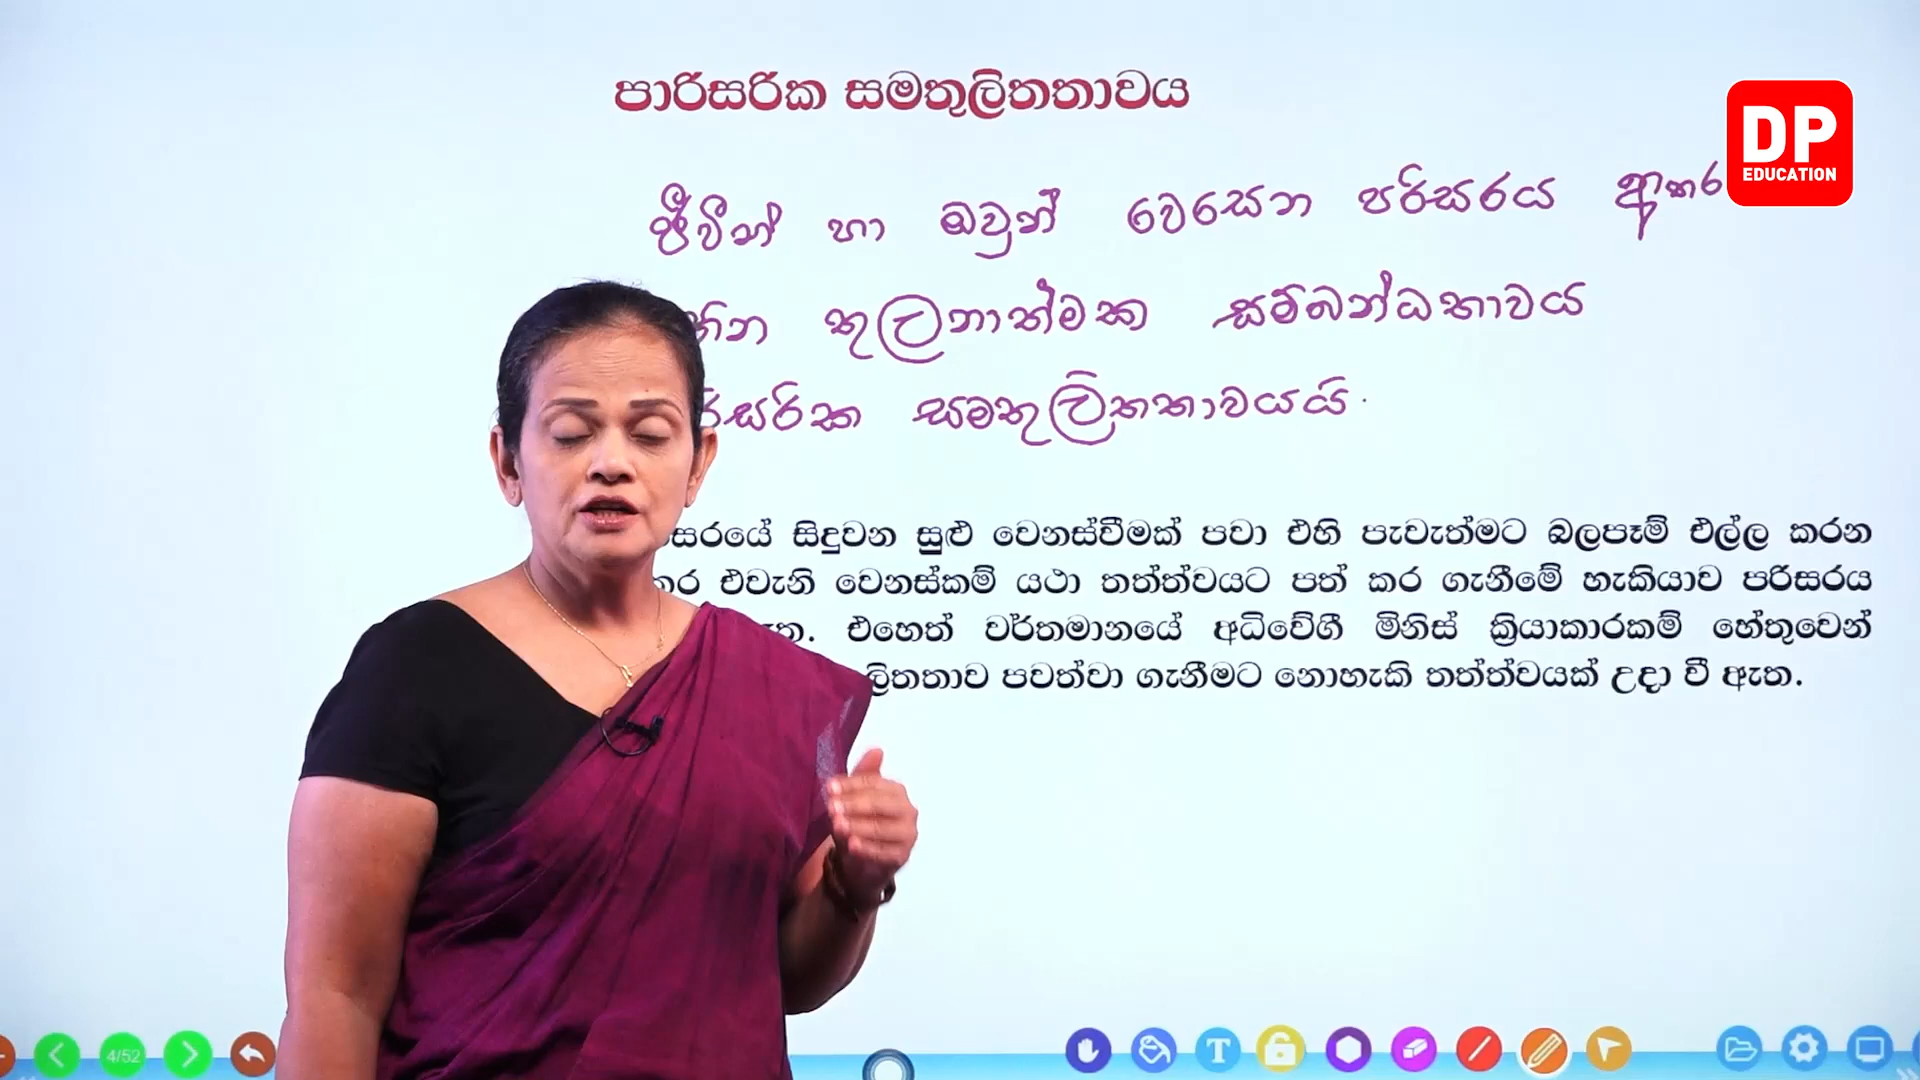 පාරිසරික සමතුලිතතාවය
DP
EDUCATION
ජීවීන් හා ඔවුන් වෙසෙන පරිසරය අතර
තුලනාත්මක සම්බන්ධතාවය
සමතුලිතතාවයයි.
සිදුවන සුළු වෙනස්වීමක් පවා එහි පැවැත්මට බලපෑම් එල්ල කරන
එවැනි වෙනස්කම් යථා තත්ත්වයට පත් කර ගැනීමේ හැකියාව පරිසරය
එහෙත් වර්තමානයේ අධිවේගී මිනිස් ක්‍රියාකාරකම් හේතුවෙන්
පවත්වා ගැනීමට නොහැකි තත්ත්වයක් උදා වී ඇත.
4/52
T